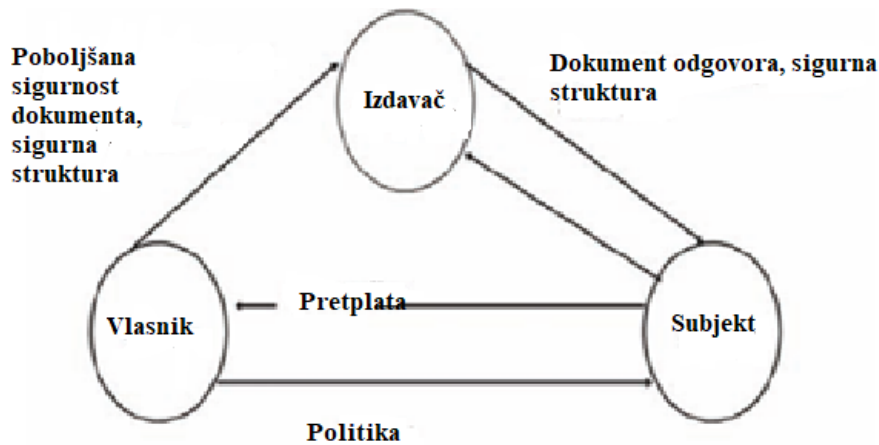 Poboljšana
sigurnost
dokumenta,
sigurna
struktura
Izdavač
Dokument odgovora, sigurna
struktura
Vlasnik
Pretplata
Subjekt
Politika